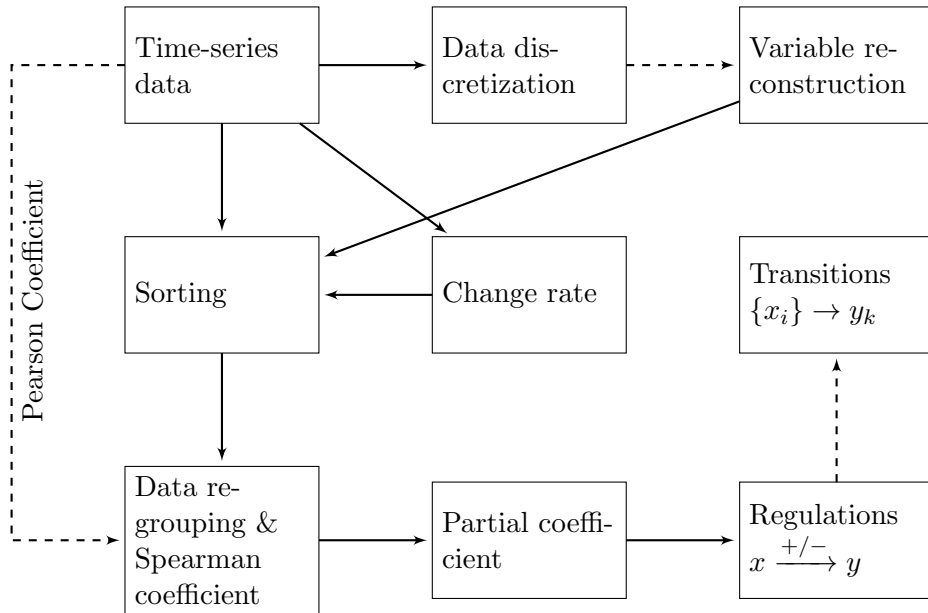 Time-series
data
Data dis-
cretization
Variable re-
construction
Pearson Coefficient
Sorting
Change rate
Transitions
{x_i} → y_k
Data re-
grouping &
Spearman
coefficient
Partial coeffi-
cient
Regulations
x +/-⟶ y